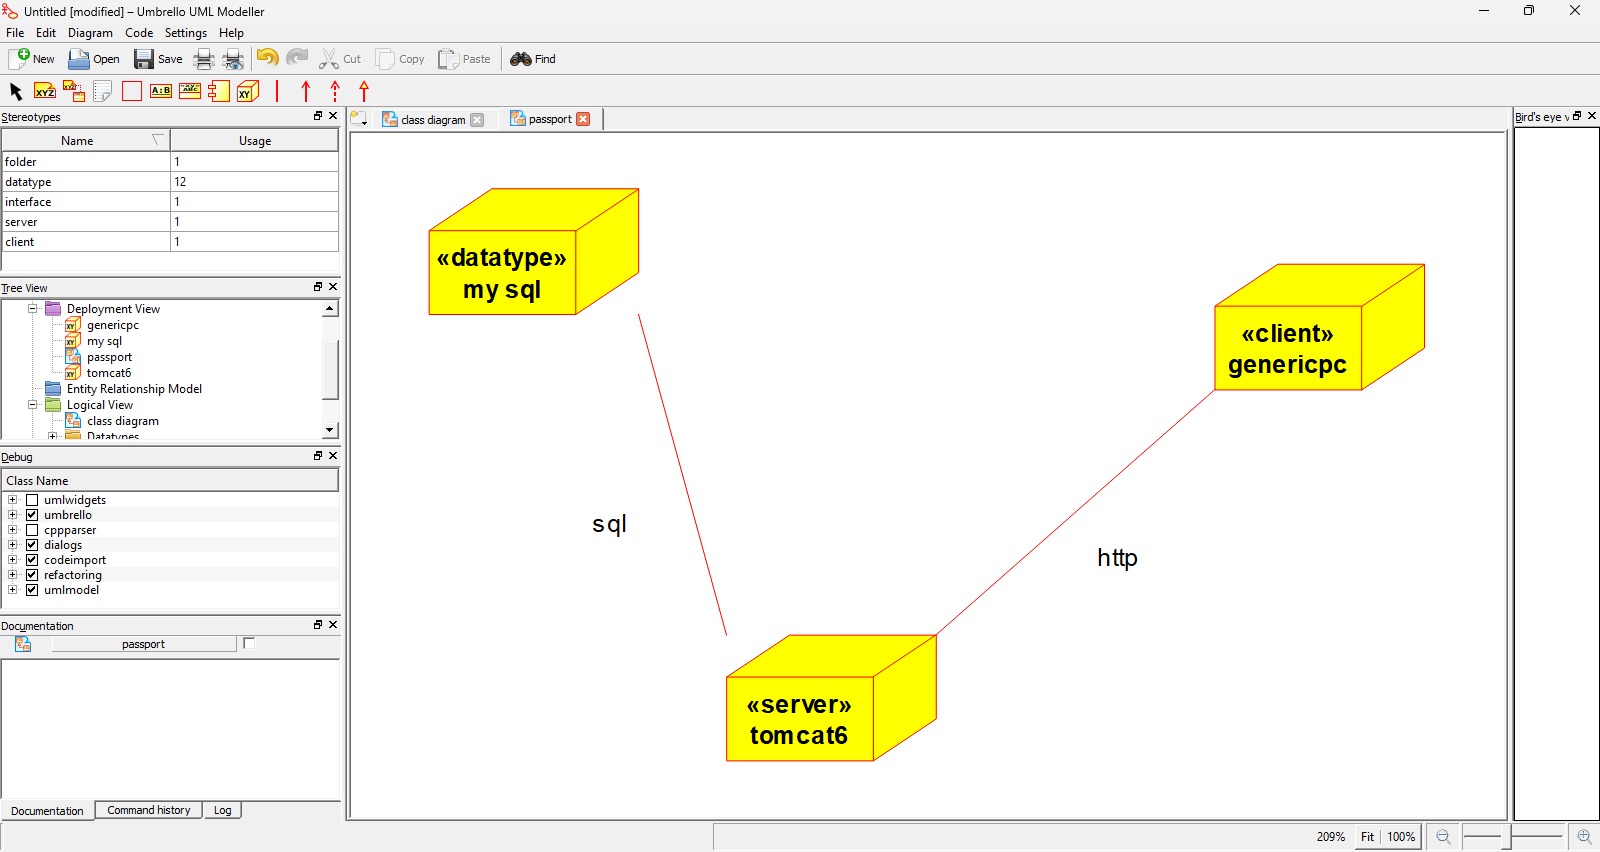 Untitled [modified] – Umbrello UML Modeller
File Edit Diagram Code Settings Help
New Open Save Cut Copy Paste Find
XYZ XYZ A:B ABC XY
Stereotypes
Name Usage
folder 1
datatype 12
interface 1
server 1
client 1
Tree View
Deployment View
genericpc
my sql
passport
tomcat6
Entity Relationship Model
Logical View
class diagram
Datatypes
Debug
Class Name
umlwidgets
umbrello
cppparser
dialogs
codeimport
refactoring
umlmodel
Documentation
passport
Documentation Command history Log
class diagram passport
«datatype»
my sql
«client»
genericpc
sql
http
«server»
tomcat6
Bird's eye v
209% Fit 100%